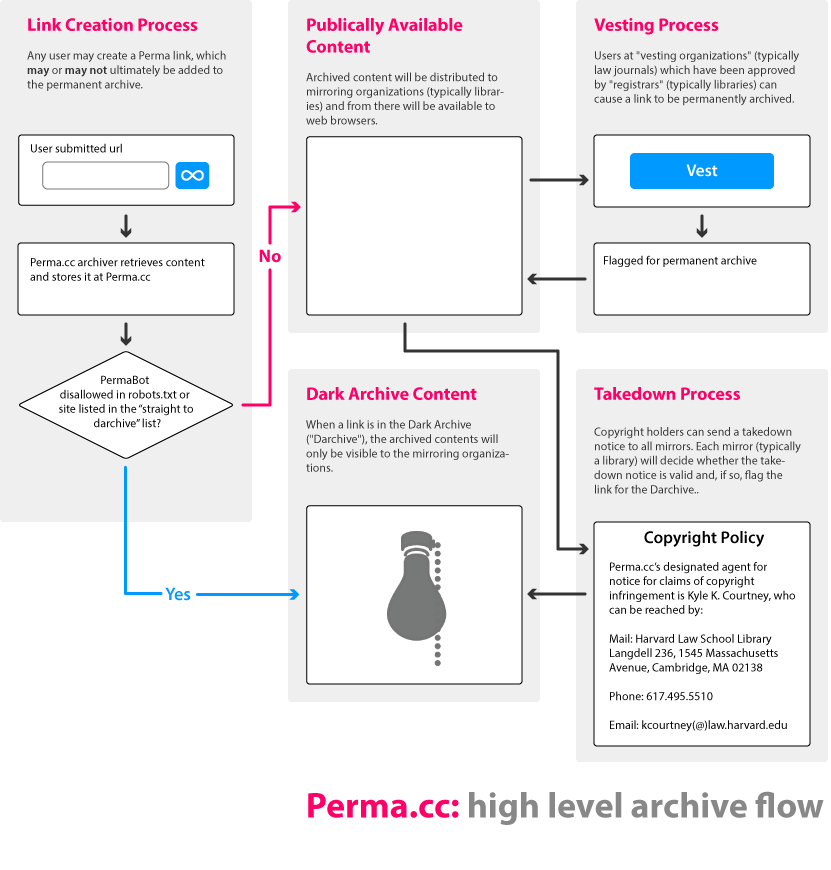 Link Creation Process
Any user may create a Perma link, which
may or may not ultimately be added to
the permanent archive.
User submitted url
Perma.cc archiver retrieves content
and stores it at Perma.cc
PermaBot
disallowed in robots.txt or
site listed in the “straight to
darchive” list?
No
Yes
Publically Available
Content
Archived content will be distributed to
mirroring organizations (typically librar-
ies) and from there will be available to
web browsers.
Vesting Process
Users at "vesting organizations" (typically
law journals) which have been approved
by "registrars" (typically libraries) can
cause a link to be permanently archived.
Vest
Flagged for permanent archive
Dark Archive Content
When a link is in the Dark Archive
("Darchive"), the archived contents will
only be visible to the mirroring organiza-
tions.
Takedown Process
Copyright holders can send a takedown
notice to all mirrors. Each mirror (typically
a library) will decide whether the take-
down notice is valid and, if so, flag the
link for the Darchive..
Copyright Policy
Perma.cc’s designated agent for
notice for claims of copyright
infringement is Kyle K. Courtney, who
can be reached by:
Mail: Harvard Law School Library
Langdell 236, 1545 Massachusetts
Avenue, Cambridge, MA 02138
Phone: 617.495.5510
Email: kcourtney(@)law.harvard.edu
Perma.cc: high level archive flow